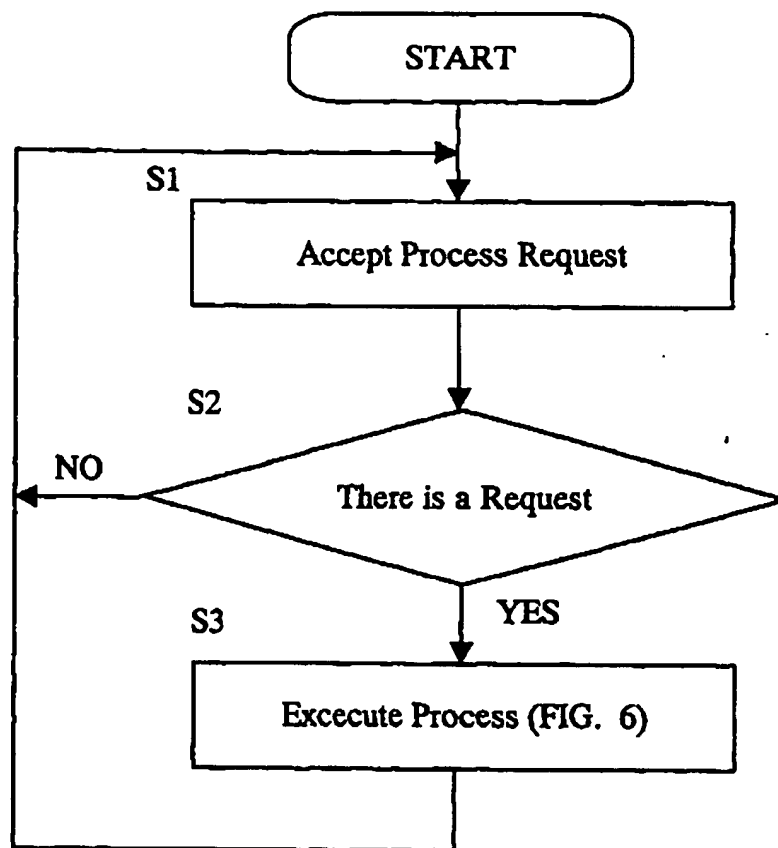 START
S1
Accept Process Request
S2
NO
There is a Request
YES
S3
Excecute Process (FIG. 6)